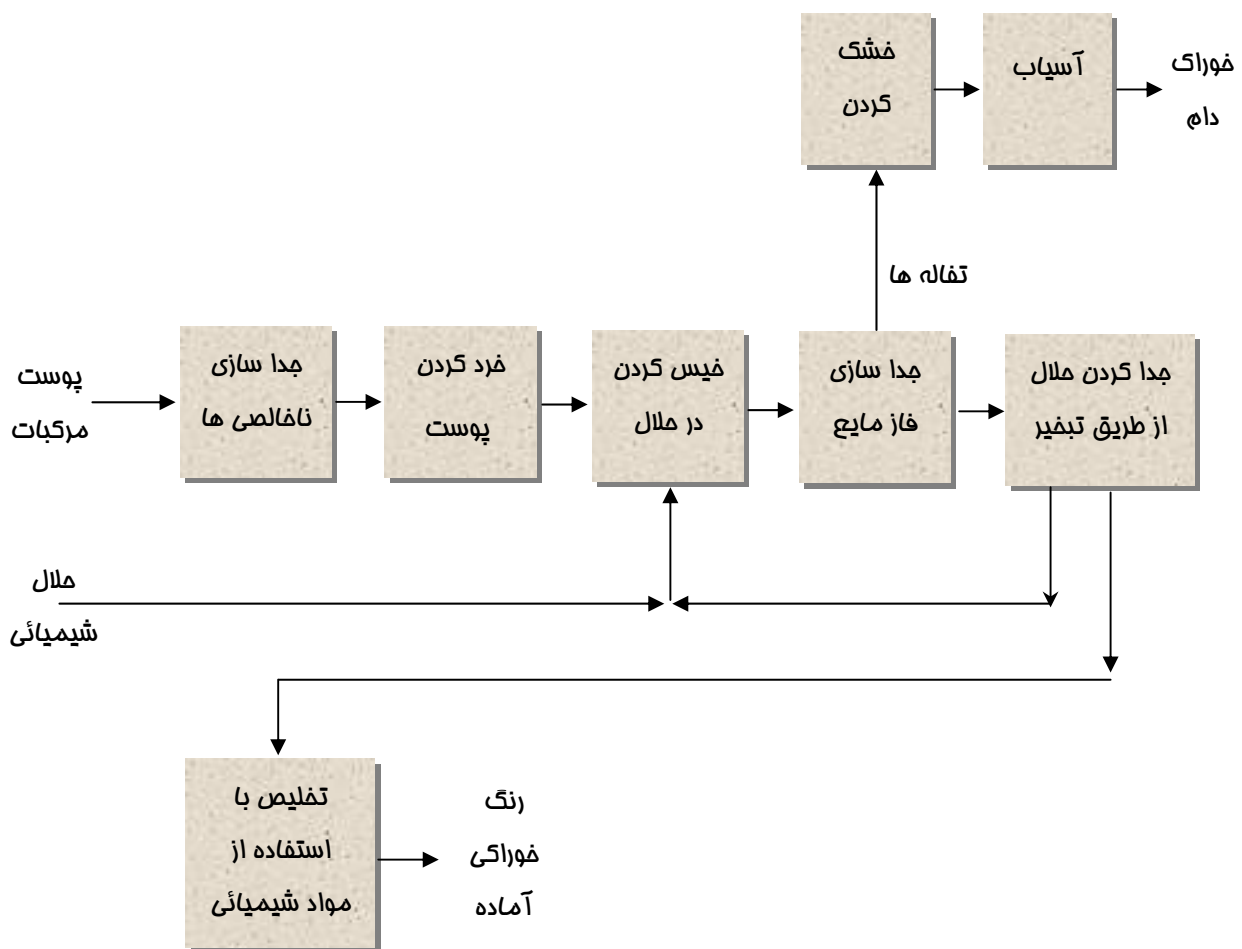 خشک
کردن
آسیاب
خوراک
دام
تفاله ها
پوست
مرکبات
جدا سازی
ناخالصی ها
خرد کردن
پوست
خیس کردن
در حلال
جدا سازی
فاز مایع
جدا کردن حلال
از طریق تبخیر
حلال
شیمیائی
تخلیص با
استفاده از
مواد شیمیائی
رنگ
خوراکی
آماده